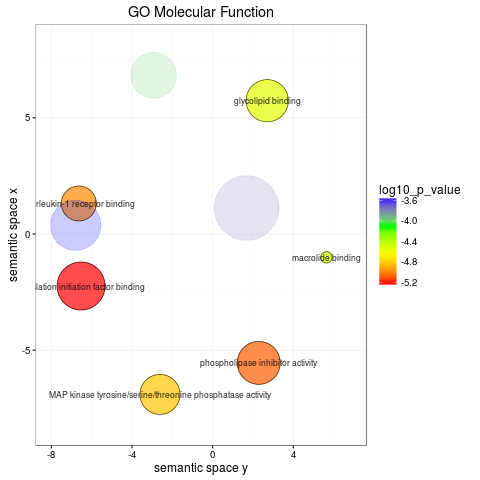 GO Molecular Function
semantic space x
5
0
-5
-8
-4
0
4
semantic space y
glycolipid binding
rleukin-1 receptor binding
macrolide binding
lation initiation factor binding
phospholipase inhibitor activity
MAP kinase tyrosine/serine/threonine phosphatase activity
log10_p_value
-3.6
-4.0
-4.4
-4.8
-5.2